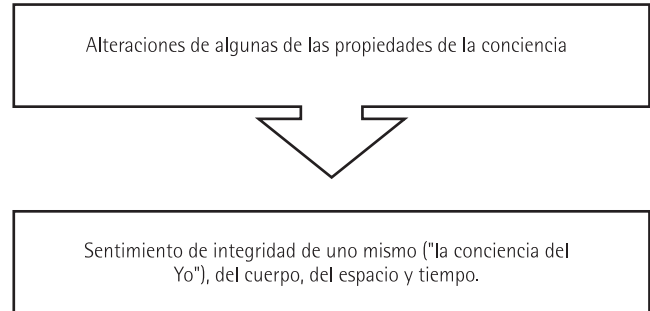 Alteraciones de algunas de las propiedades de la conciencia
Sentimiento de integridad de uno mismo ("la conciencia del
Yo"), del cuerpo, del espacio y tiempo.